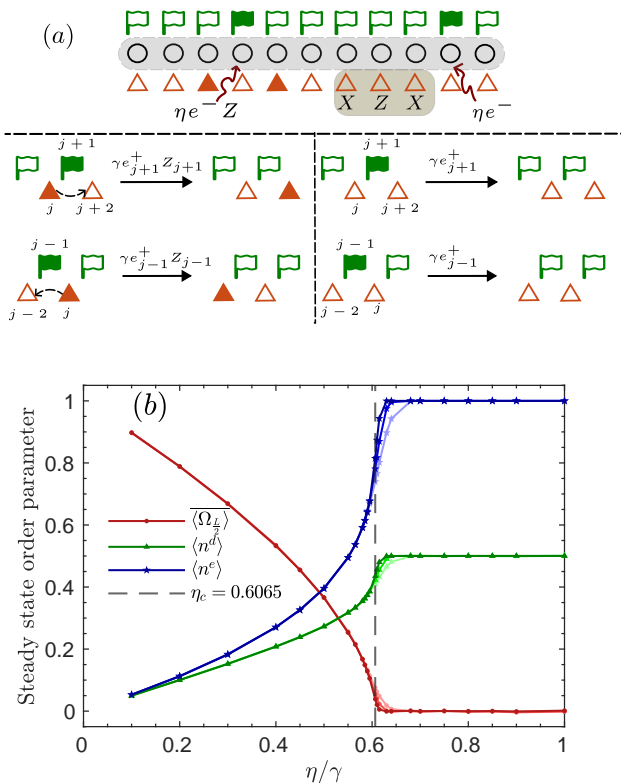 (a)
ηe⁻Z
X Z X
ηe⁻
j + 1
γe⁺ⱼ₊₁Zⱼ₊₁
j
j + 2
j + 1
γe⁺ⱼ₊₁
j
j + 2
j − 1
γe⁺ⱼ₋₁Zⱼ₋₁
j − 2
j
j − 1
γe⁺ⱼ₋₁
j − 2
j
(b)
Steady state order parameter
1
0.8
0.6
0.4
0.2
0
⟨Ω_{L/2}⟩
⟨nᵈ⟩
⟨nᵉ⟩
η_c = 0.6065
0 0.2 0.4 0.6 0.8 1
η/γ